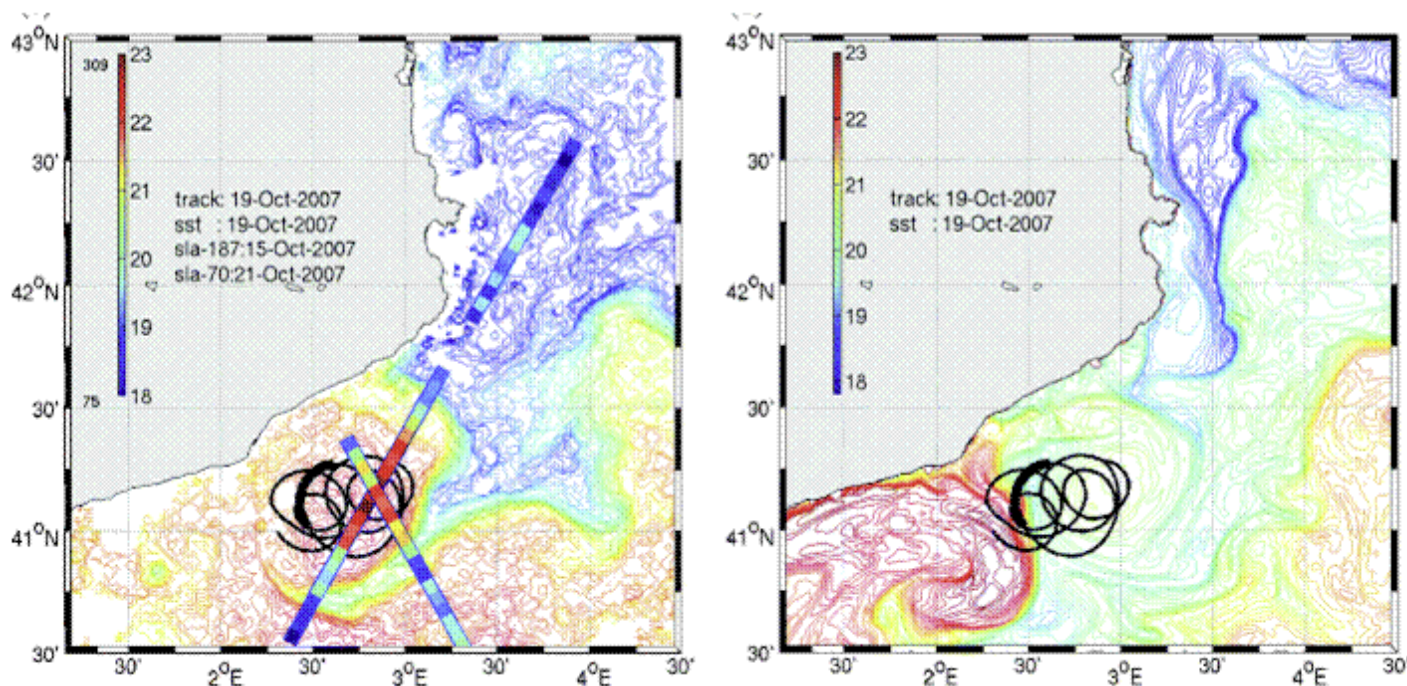 43°N
309
23
22
30'
21
track: 19-Oct-2007
sst : 19-Oct-2007
sla-187:15-Oct-2007
sla-70:21-Oct-2007
20
42°N
19
75
18
30'
41°N
30'
30'
2°E
30'
3°E
30'
4°E
30'
43°N
23
22
30'
21
track: 19-Oct-2007
sst : 19-Oct-2007
20
42°N
19
18
30'
41°N
30'
30'
2°E
30'
3°E
30'
4°E
30'